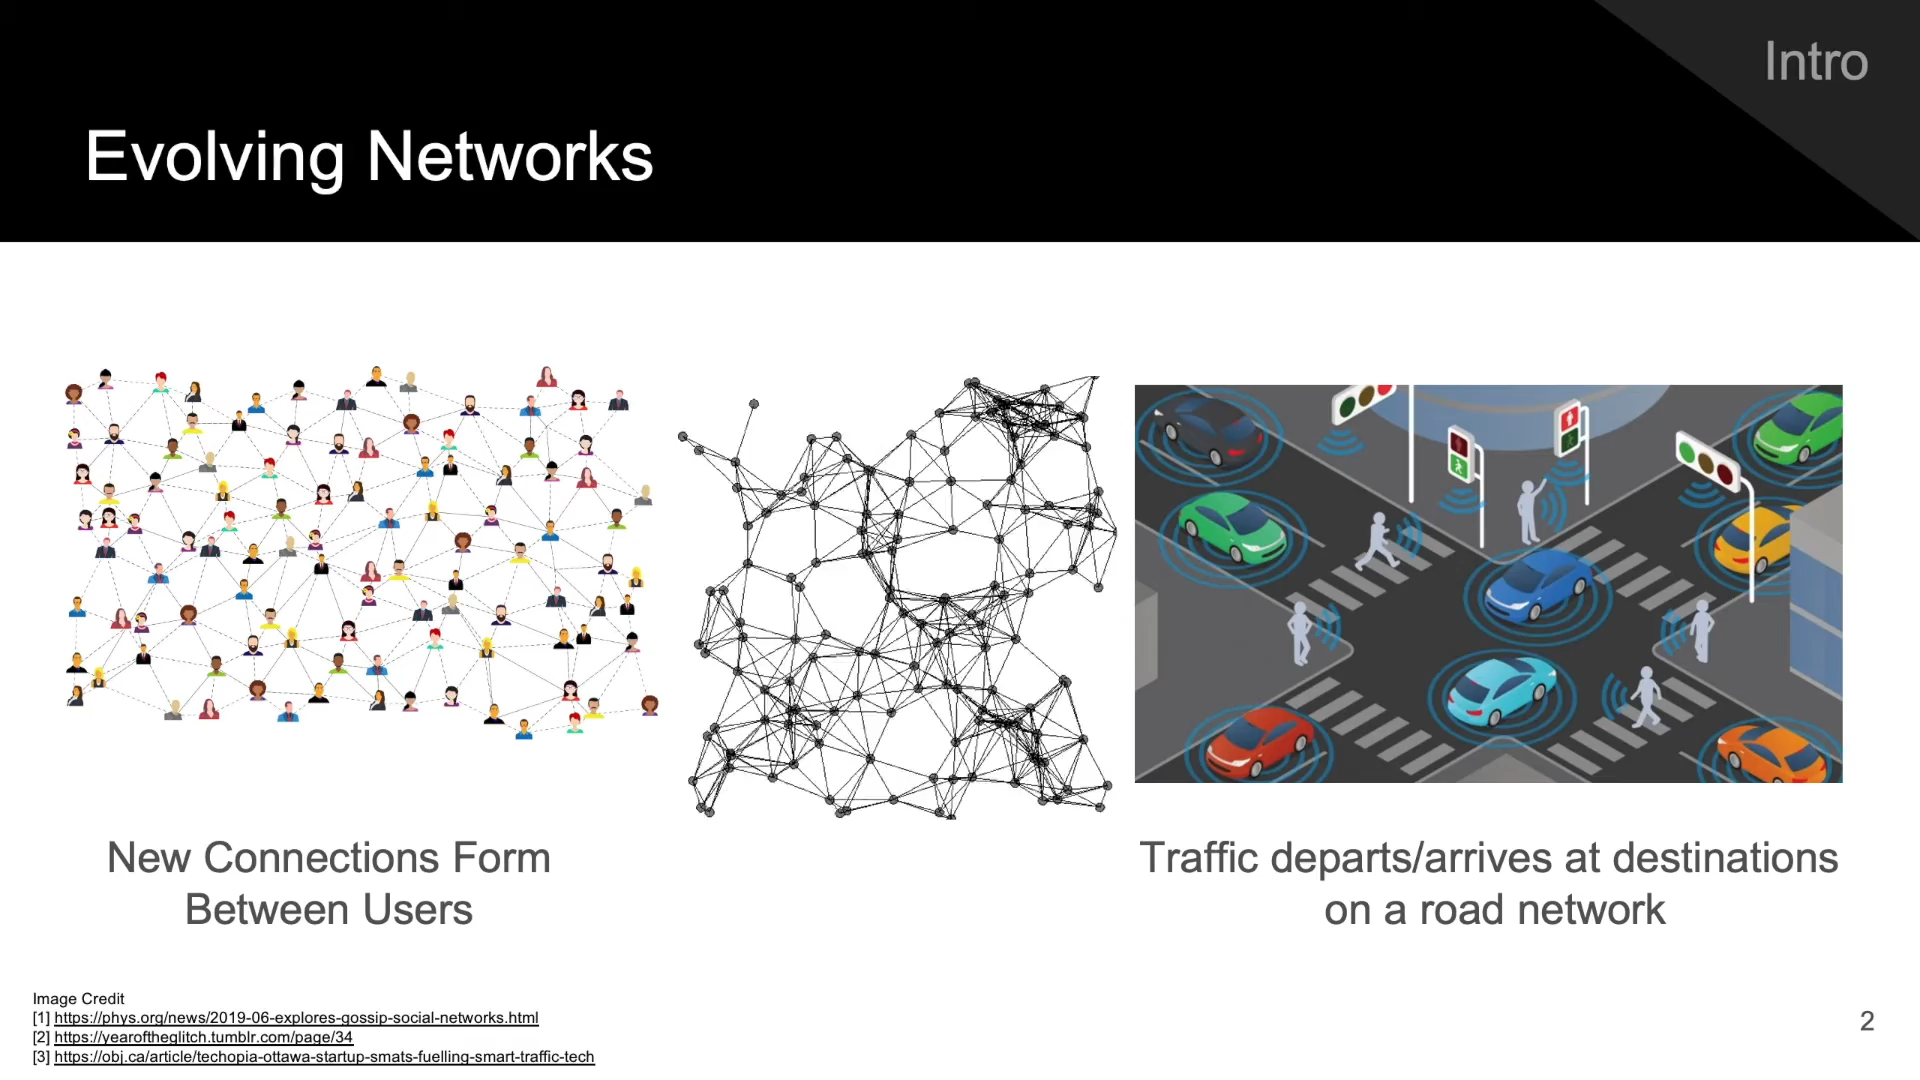 Intro
Evolving Networks
New Connections Form
Between Users
Traffic departs/arrives at destinations
on a road network
Image Credit
[1] https://phys.org/news/2019-06-explores-gossip-social-networks.html
[2] https://yearoftheglitch.tumblr.com/page/34
[3] https://obj.ca/article/techopia-ottawa-startup-smats-fuelling-smart-traffic-tech
2